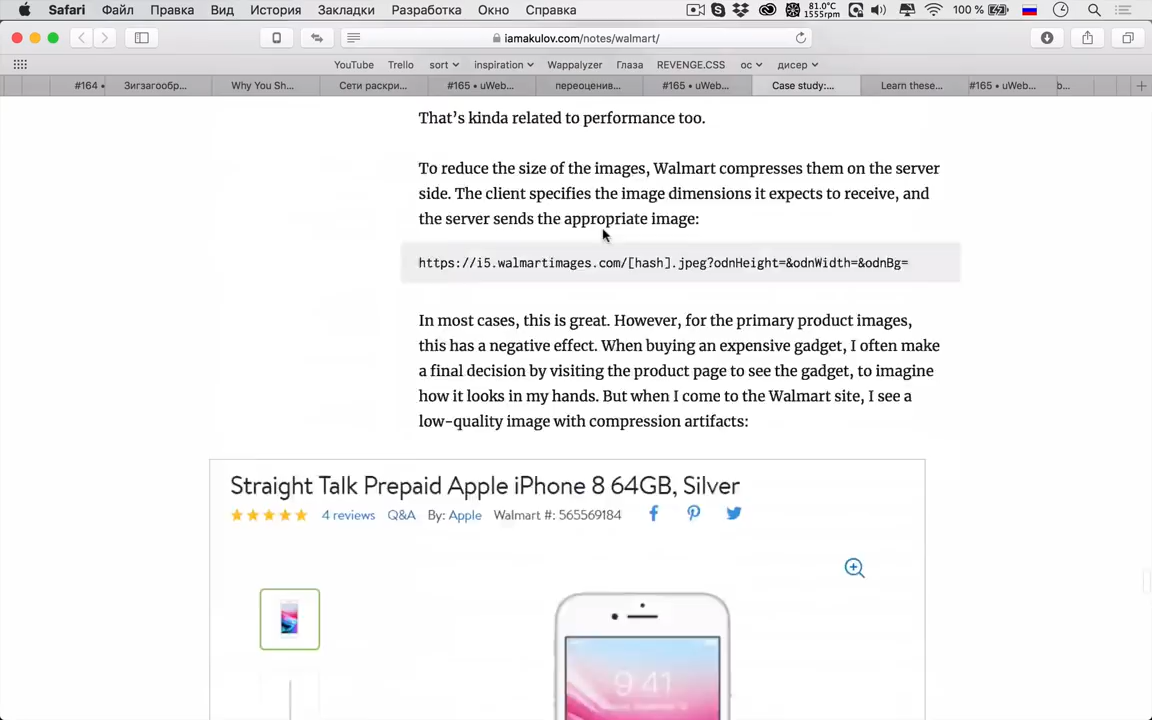 Safari Файл Правка Вид История Закладки Разработка Окно Справка 81.0°C 1555rpm 100 %
iamakulov.com/notes/walmart/
YouTube Trello sort inspiration Wappalyzer Глаза REVENGE.CSS ос дисер
#164 • Зигзагообр... Why You Sh... Сети раскри... #165 • uWeb... переоценив... #165 • uWeb... Case study:... Learn these... #165 • uWeb... b...
That's kinda related to performance too.
To reduce the size of the images, Walmart compresses them on the server
side. The client specifies the image dimensions it expects to receive, and
the server sends the appropriate image:
https://i5.walmartimages.com/[hash].jpeg?odnHeight=&odnWidth=&odnBg=
In most cases, this is great. However, for the primary product images,
this has a negative effect. When buying an expensive gadget, I often make
a final decision by visiting the product page to see the gadget, to imagine
how it looks in my hands. But when I come to the Walmart site, I see a
low-quality image with compression artifacts:
Straight Talk Prepaid Apple iPhone 8 64GB, Silver
4 reviews Q&A By: Apple Walmart #: 565569184
9:41